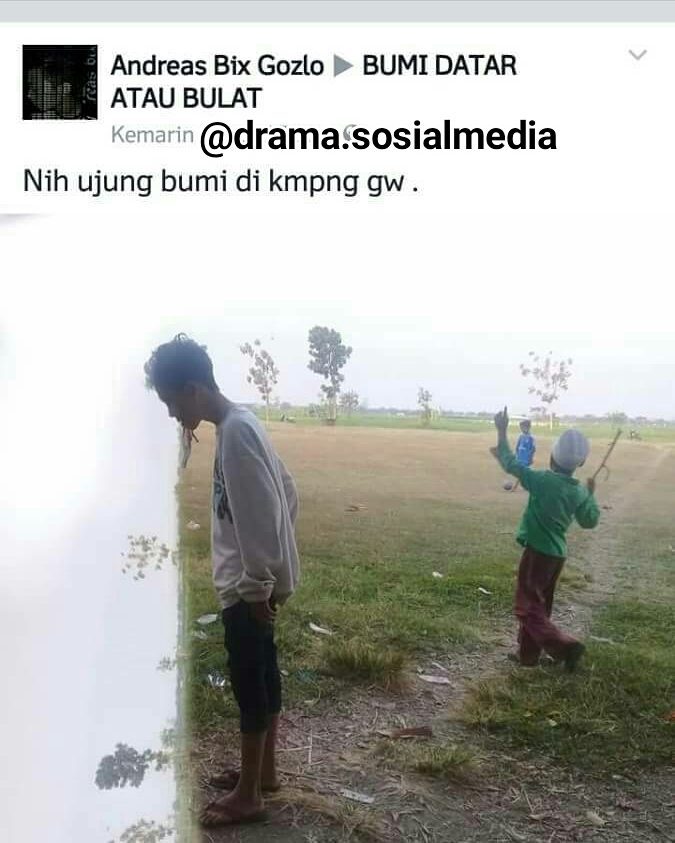 Andreas Bix Gozlo ▶ BUMI DATAR
ATAU BULAT
Kemarin @drama.sosialmedia
Nih ujung bumi di kmpng gw .